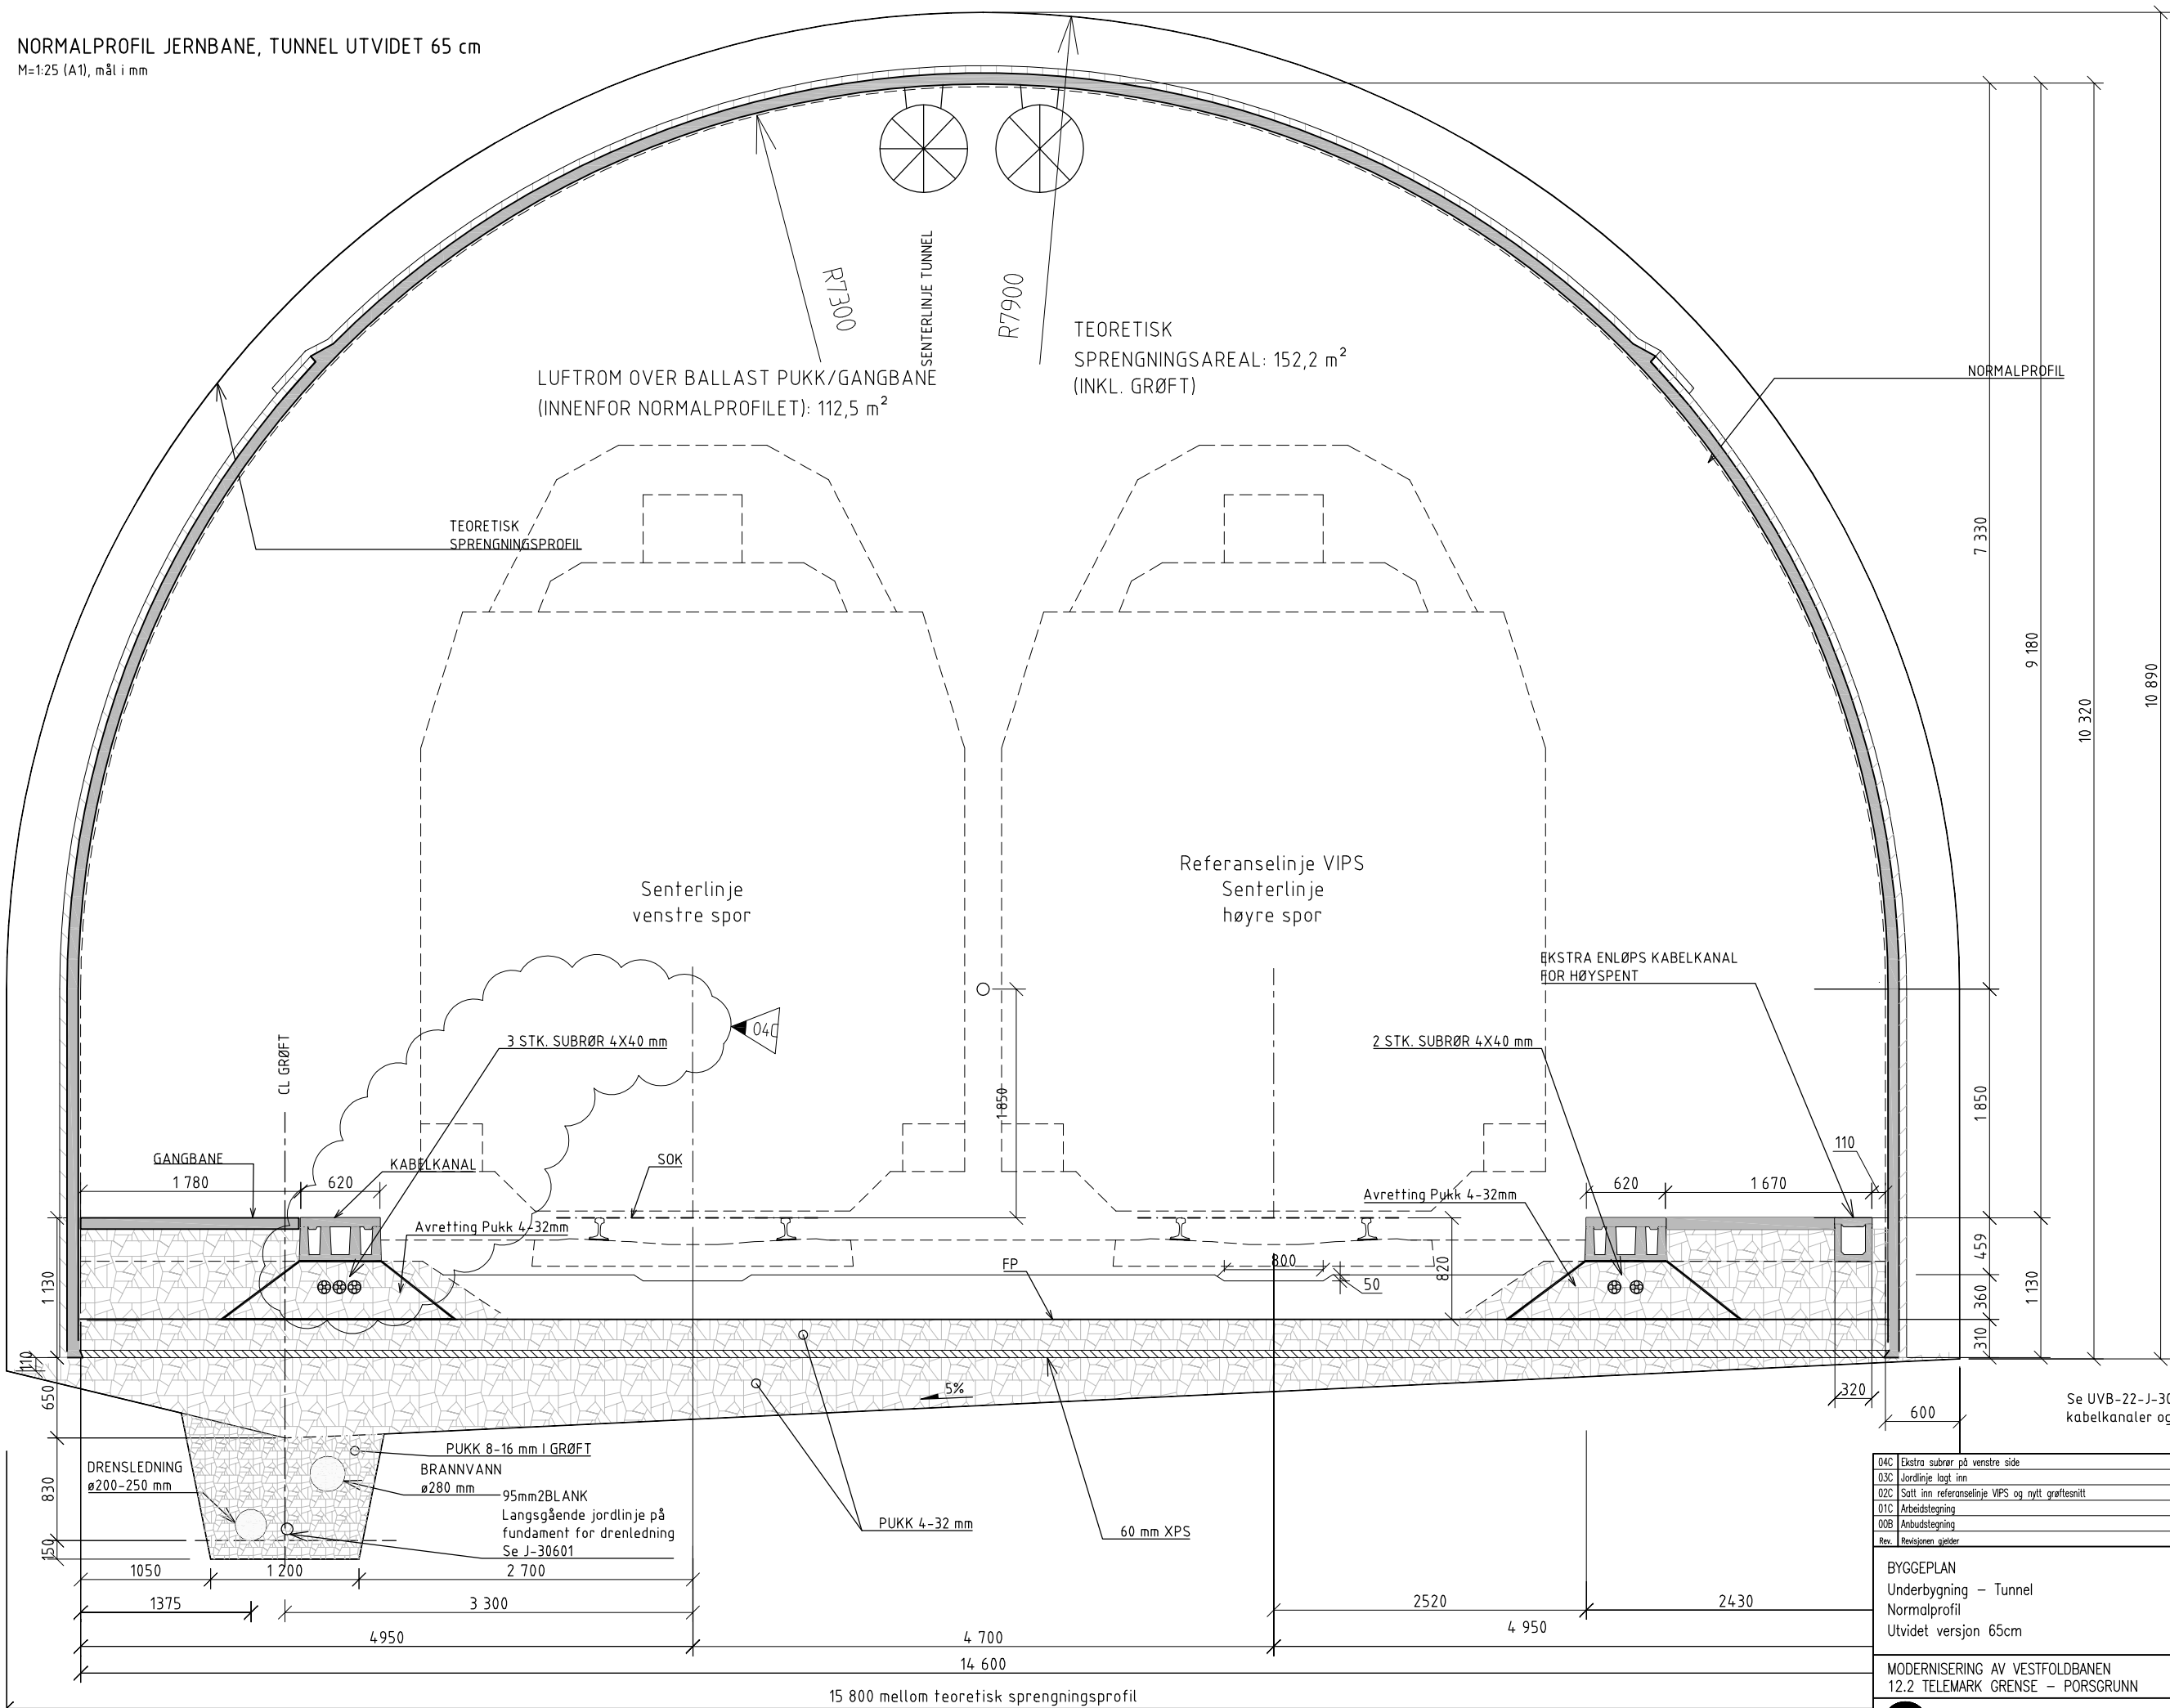 NORMALPROFIL JERNBANE, TUNNEL UTVIDET 65 cm
M=1:25 (A1), mål i mm
R7300
SENTERLINJE TUNNEL
R7900
TEORETISK
SPRENGNINGSAREAL: 152,2 m²
(INKL. GRØFT)
LUFTROM OVER BALLAST PUKK/GANGBANE
(INNENFOR NORMALPROFILET): 112,5 m²
NORMALPROFIL
TEORETISK
SPRENGNINGSPROFIL
7 330
9 180
10 320
10 890
Senterlinje
venstre spor
Referanselinje VIPS
Senterlinje
høyre spor
EKSTRA ENLØPS KABELKANAL
FOR HØYSPENT
04C
CL GRØFT
3 STK. SUBRØR 4X40 mm
2 STK. SUBRØR 4X40 mm
1 850
1 850
110
GANGBANE
KABELKANAL
SOK
1 780
620
620
1 670
Avretting Pukk 4-32mm
Avretting Pukk 4-32mm
FP
800
50
820
459
360
310
1 130
1 130
110
650
830
150
5%
320
600
Se UVB-22-J-30
kabelkanaler og
PUKK 8-16 mm I GRØFT
DRENSLEDNING
ø200-250 mm
BRANNVANN
ø280 mm
95mm2BLANK
Langsgående jordlinje på
fundament for drenledning
Se J-30601
PUKK 4-32 mm
60 mm XPS
1050
1 200
2 700
1375
3 300
2520
2430
4950
4 700
4 950
14 600
15 800 mellom teoretisk sprengningsprofil
04C Ekstra subrør på venstre side
03C Jordlinje lagt inn
02C Satt inn referanselinje VIPS og nytt grøftesnitt
01C Arbeidstegning
00B Anbudstegning
Rev. Revisjonen gjelder
BYGGEPLAN
Underbygning - Tunnel
Normalprofil
Utvidet versjon 65cm
MODERNISERING AV VESTFOLDBANEN
12.2 TELEMARK GRENSE - PORSGRUNN